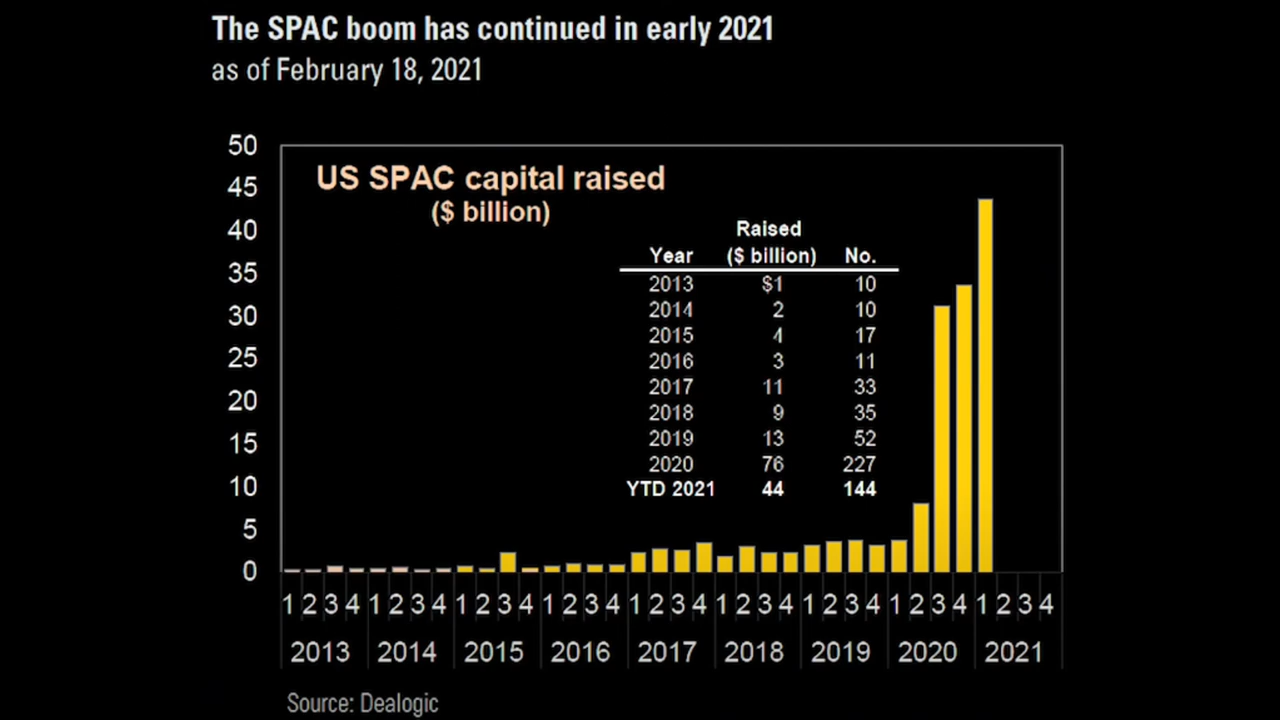 The SPAC boom has continued in early 2021
as of February 18, 2021
US SPAC capital raised
($ billion)
50
45
40
35
30
25
20
15
10
5
0
Raised
Year ($ billion) No.
2013 $1 10
2014 2 10
2015 4 17
2016 3 11
2017 11 33
2018 9 35
2019 13 52
2020 76 227
YTD 2021 44 144
1 2 3 4 1 2 3 4 1 2 3 4 1 2 3 4 1 2 3 4 1 2 3 4 1 2 3 4 1 2 3 4 1 2 3 4
2013 2014 2015 2016 2017 2018 2019 2020 2021
Source: Dealogic